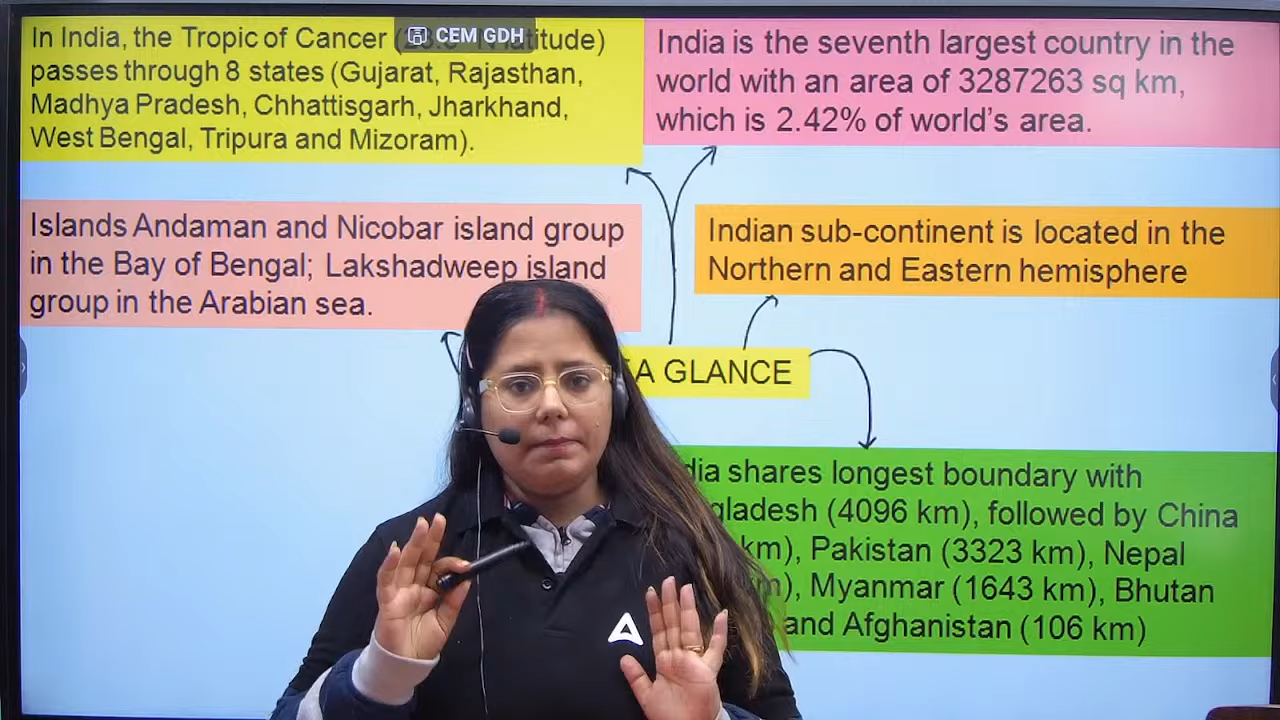 In India, the Tropic of Cancer
CEM GDH
passes through 8 states (Gujarat, Rajasthan,
Madhya Pradesh, Chhattisgarh, Jharkhand,
West Bengal, Tripura and Mizoram).
India is the seventh largest country in the
world with an area of 3287263 sq km,
which is 2.42% of world's area.
Islands Andaman and Nicobar island group
in the Bay of Bengal; Lakshadweep island
group in the Arabian sea.
Indian sub-continent is located in the
Northern and Eastern hemisphere
A GLANCE
shares longest boundary with
(4096 km), followed by China
km), Pakistan (3323 km), Nepal
Myanmar (1643 km), Bhutan
and Afghanistan (106 km)